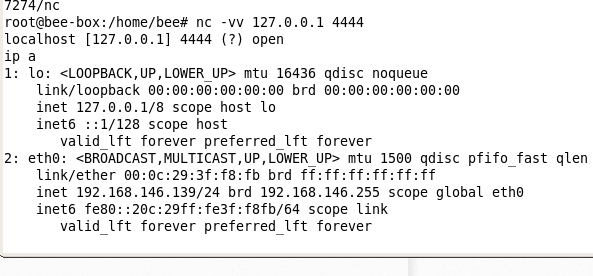 7274/nc
root@bee-box:/home/bee# nc -vv 127.0.0.1 4444
localhost [127.0.0.1] 4444 (?) open
ip a
1: lo: <LOOPBACK,UP,LOWER_UP> mtu 16436 qdisc noqueue
link/loopback 00:00:00:00:00:00 brd 00:00:00:00:00:00
inet 127.0.0.1/8 scope host lo
inet6 ::1/128 scope host
valid_lft forever preferred_lft forever
2: eth0: <BROADCAST,MULTICAST,UP,LOWER_UP> mtu 1500 qdisc pfifo_fast qlen
link/ether 00:0c:29:3f:f8:fb brd ff:ff:ff:ff:ff:ff
inet 192.168.146.139/24 brd 192.168.146.255 scope global eth0
inet6 fe80::20c:29ff:fe3f:f8fb/64 scope link
valid_lft forever preferred_lft forever